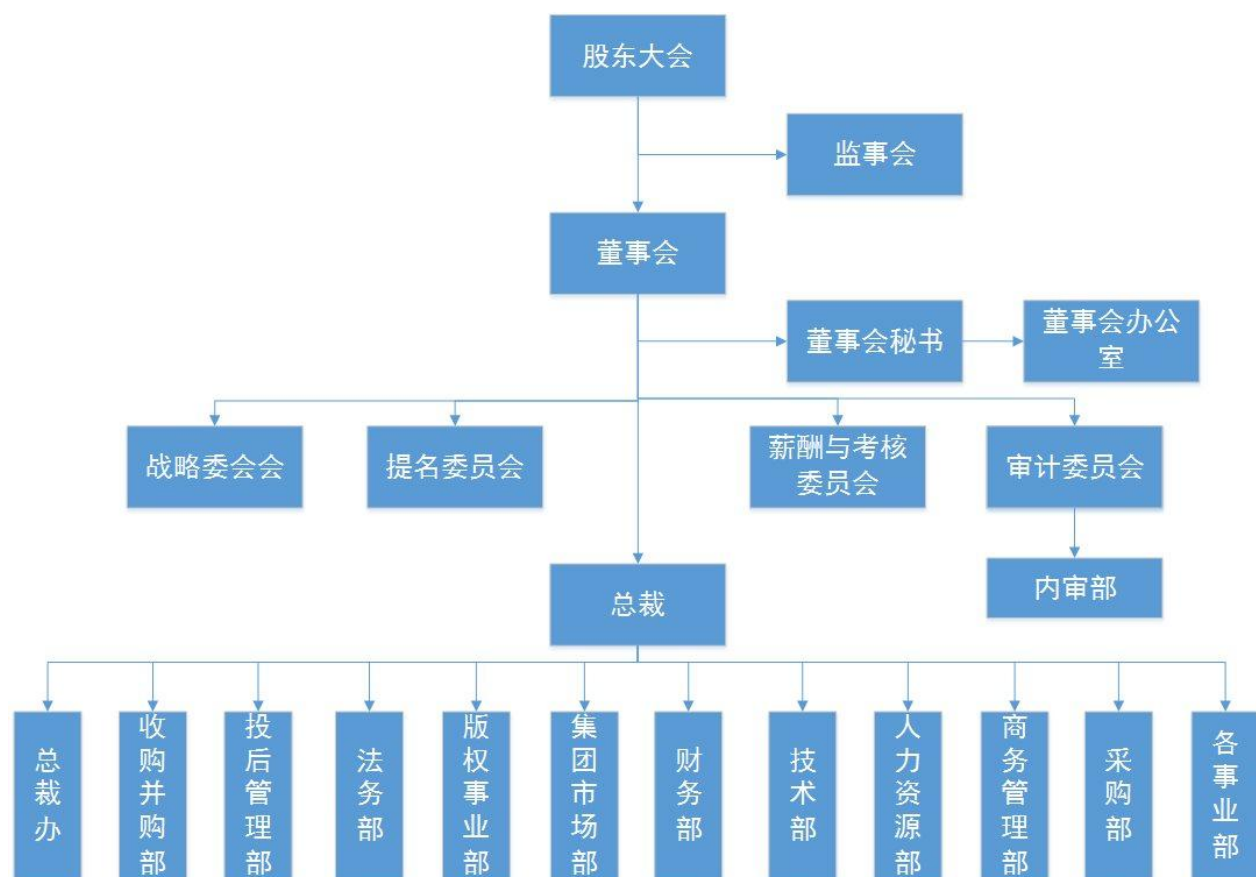 股东大会
监事会
董事会
董事会秘书
董事会办公
室
战略委会会
提名委员会
薪酬与考核
委员会
审计委员会
内审部
总裁
总裁办
收购并购部
投后管理部
法务部
版权事业部
集团市场部
财务部
技术部
人力资源部
商务管理部
采购部
各事业部